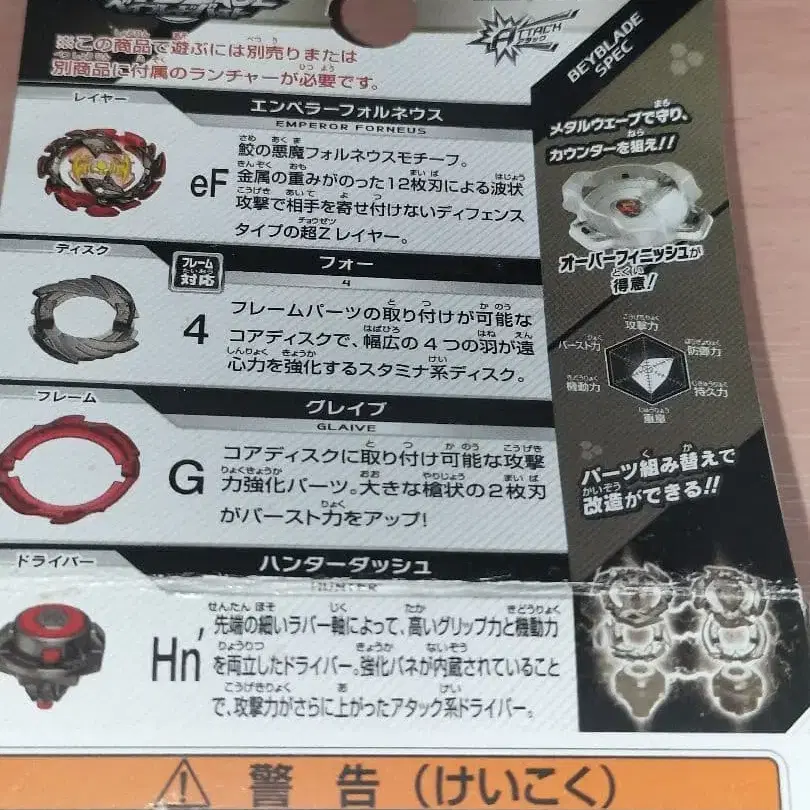 ATTACK
アタック
BEYBLADE
SPEC
※この商品で遊ぶには別売りまたは
別商品に付属のランチャーが必要です。
レイヤー
エンペラーフォルネウス
EMPEROR FORNEUS
eF
鮫の悪魔フォルネウスモチーフ。
金属の重みがのった12枚刃による波状
攻撃で相手を寄せ付けないディフェンス
タイプの超Zレイヤー。
ディスク
フレーム
対応
フォー
4
4
フレームパーツの取り付けが可能な
コアディスクで、幅広の4つの羽が遠
心力を強化するスタミナ系ディスク。
フレーム
グレイブ
GLAIVE
G
コアディスクに取り付け可能な攻撃
力強化パーツ。大きな槍状の2枚刃
がバースト力をアップ!
ドライバー
ハンターダッシュ
HUNTER'
Hn'
先端の細いラバー軸によって、高いグリップ力と機動力
を両立したドライバー。強化バネが内蔵されていること
で、攻撃力がさらに上がったアタック系ドライバー。
メタルウェーブで守り、
カウンターを狙え!!
オーバーフィニッシュが
得意!
攻撃力
防御力
持久力
重量
機動力
バースト力
パーツ組み替えで
改造ができる!!
警告(けいこく)